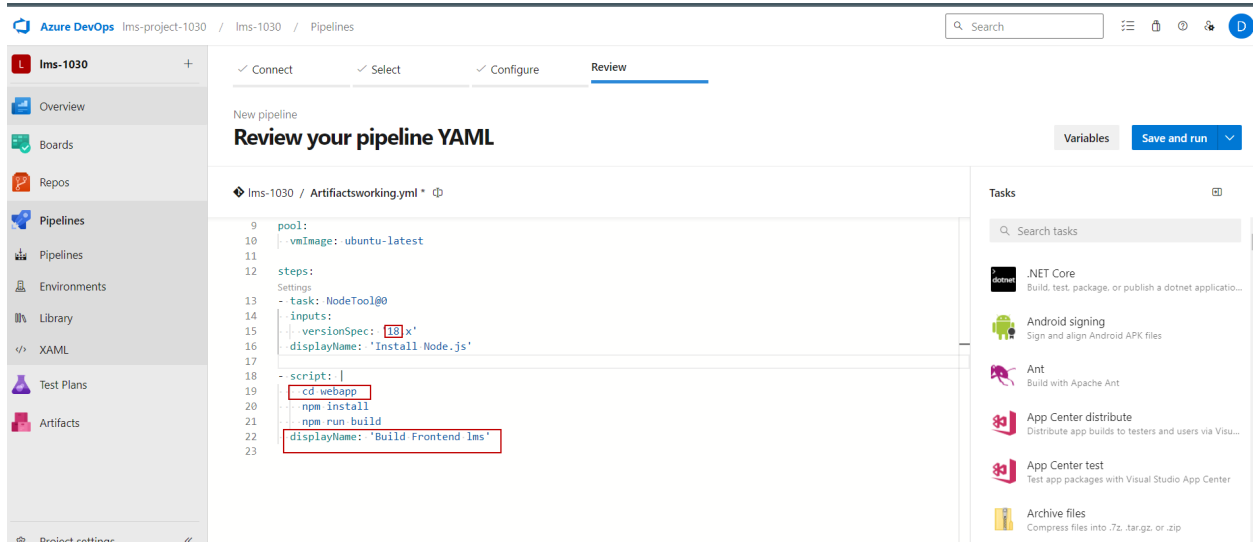 Azure DevOps lms-project-1030 / lms-1030 / Pipelines
Search
D
L lms-1030 +
Overview
Boards
Repos
Pipelines
Pipelines
Environments
Library
XAML
Test Plans
Artifacts
Project settings
Connect
Select
Configure
Review
New pipeline
Review your pipeline YAML
Variables
Save and run
lms-1030 / Artifiactsworking.yml *
9 pool:
10 vmImage: ubuntu-latest
11
12 steps:
Settings
13 - task: NodeTool@0
14 inputs:
15 versionSpec: '18.x'
16 displayName: 'Install Node.js'
17
18 - script: |
19 cd webapp
20 npm install
21 npm run build
22 displayName: 'Build Frontend lms'
23
Tasks
Search tasks
dotnet
.NET Core
Build, test, package, or publish a dotnet applicatio...
Android signing
Sign and align Android APK files
Ant
Build with Apache Ant
App Center distribute
Distribute app builds to testers and users via Visu...
App Center test
Test app packages with Visual Studio App Center
Archive files
Compress files into .7z, .tar.gz, or .zip